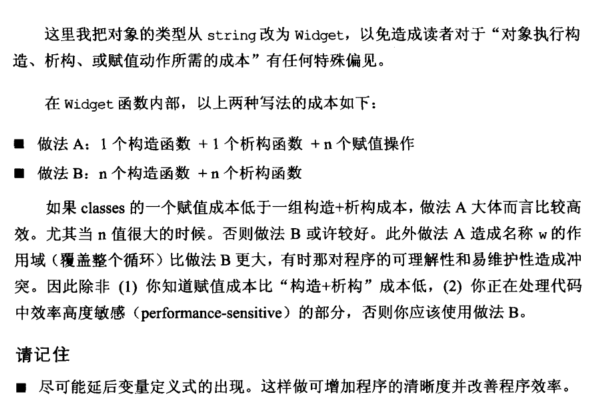 这里我把对象的类型从 string 改为 Widget，以免造成读者对于“对象执行构
造、析构、或赋值动作所需的成本”有任何特殊偏见。
在 Widget 函数内部，以上两种写法的成本如下：
■ 做法 A：1 个构造函数 + 1 个析构函数 + n 个赋值操作
■ 做法 B：n 个构造函数 + n 个析构函数
如果 classes 的一个赋值成本低于一组构造+析构成本，做法 A 大体而言比较高
效。尤其当 n 值很大的时候。否则做法 B 或许较好。此外做法 A 造成名称 w 的作
用域（覆盖整个循环）比做法 B 更大，有时那对程序的可理解性和易维护性造成冲
突。因此除非 (1) 你知道赋值成本比“构造+析构”成本低，(2) 你正在处理代码
中效率高度敏感（performance-sensitive）的部分，否则你应该使用做法 B。
请记住
■ 尽可能延后变量定义式的出现。这样做可增加程序的清晰度并改善程序效率。